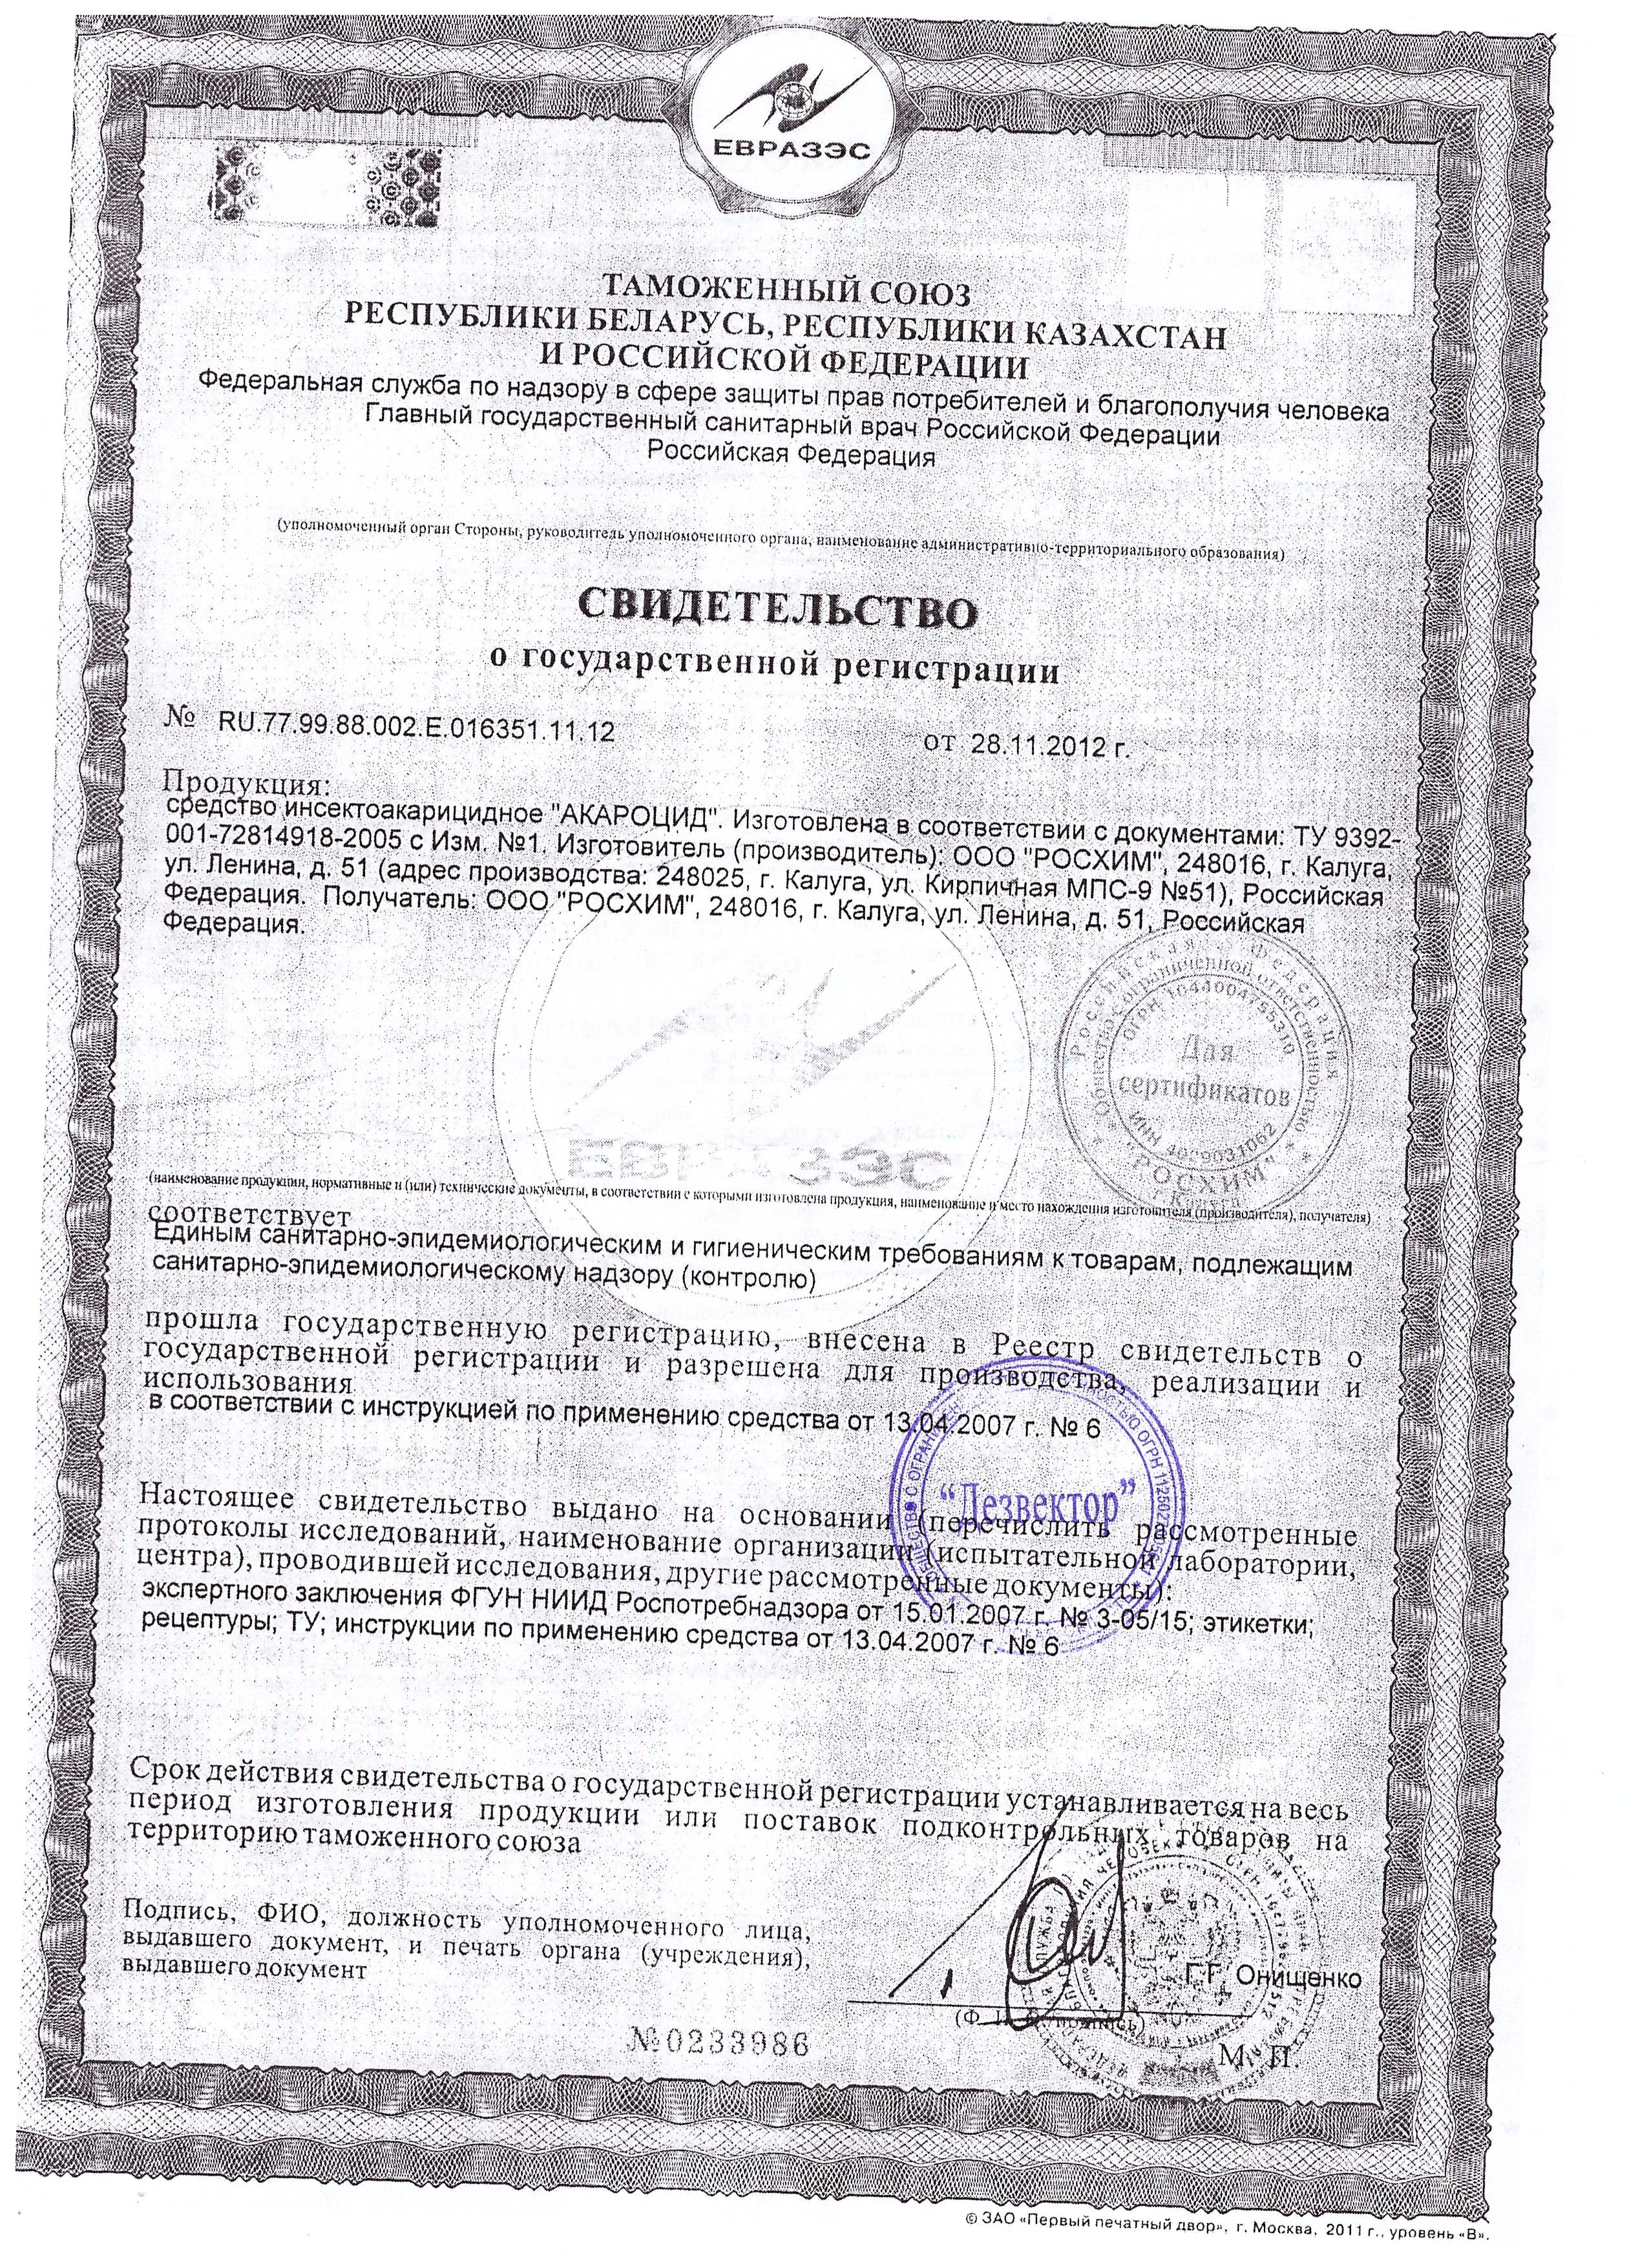 ЕВРАЗЭС
ТАМОЖЕННЫЙ СОЮЗ
РЕСПУБЛИКИ БЕЛАРУСЬ, РЕСПУБЛИКИ КАЗАХСТАН
И РОССИЙСКОЙ ФЕДЕРАЦИИ
Федеральная служба по надзору в сфере защиты прав потребителей и благополучия человека
Главный государственный санитарный врач Российской Федерации
Российская Федерация
(уполномоченный орган Стороны, руководитель уполномоченного органа, наименование административно-территориального образования)
СВИДЕТЕЛЬСТВО
о государственной регистрации
№ RU.77.99.88.002.Е.016351.11.12 от 28.11.2012 г.
Продукция:
средство инсектоакарицидное "АКАРОЦИД". Изготовлена в соответствии с документами: ТУ 9392-
001-72814918-2005 с Изм. №1. Изготовитель (производитель): ООО "РОСХИМ", 248016, г. Калуга,
ул. Ленина, д. 51 (адрес производства: 248025, г. Калуга, ул. Кирпичная МПС-9 №51), Российская
Федерация. Получатель: ООО "РОСХИМ", 248016, г. Калуга, ул. Ленина, д. 51, Российская
Федерация.
Российская Федерация
Общество с ограниченной ответственностью
ОГРН 1044004755310
Для
сертификатов
ИНН 4029031062
"РОСХИМ"
г. Калуга
ЕВРАЗЭС
(наименование продукции, нормативные и (или) технические документы, в соответствии с которыми изготовлена продукция, наименование и место нахождения изготовителя (производителя), получателя)
соответствует
Единым санитарно-эпидемиологическим и гигиеническим требованиям к товарам, подлежащим
санитарно-эпидемиологическому надзору (контролю)
прошла государственную регистрацию, внесена в Реестр свидетельств о
государственной регистрации и разрешена для производства, реализации и
использования
в соответствии с инструкцией по применению средства от 13.04.2007 г. № 6
"Дезвектор"
Настоящее свидетельство выдано на основании (перечислить рассмотренные
протоколы исследований, наименование организации (испытательной лаборатории,
центра), проводившей исследования, другие рассмотренные документы):
экспертного заключения ФГУН НИИД Роспотребнадзора от 15.01.2007 г. № 3-05/15; этикетки;
рецептуры; ТУ; инструкции по применению средства от 13.04.2007 г. № 6
Срок действия свидетельства о государственной регистрации устанавливается на весь
период изготовления продукции или поставок подконтрольных товаров на
территорию таможенного союза
Подпись, ФИО, должность уполномоченного лица,
выдавшего документ, и печать органа (учреждения),
выдавшего документ
Г.Г. Онищенко
(Ф. И. О./подпись)
М. П.
№0233986
© ЗАО «Первый печатный двор», г. Москва, 2011 г., уровень «В».